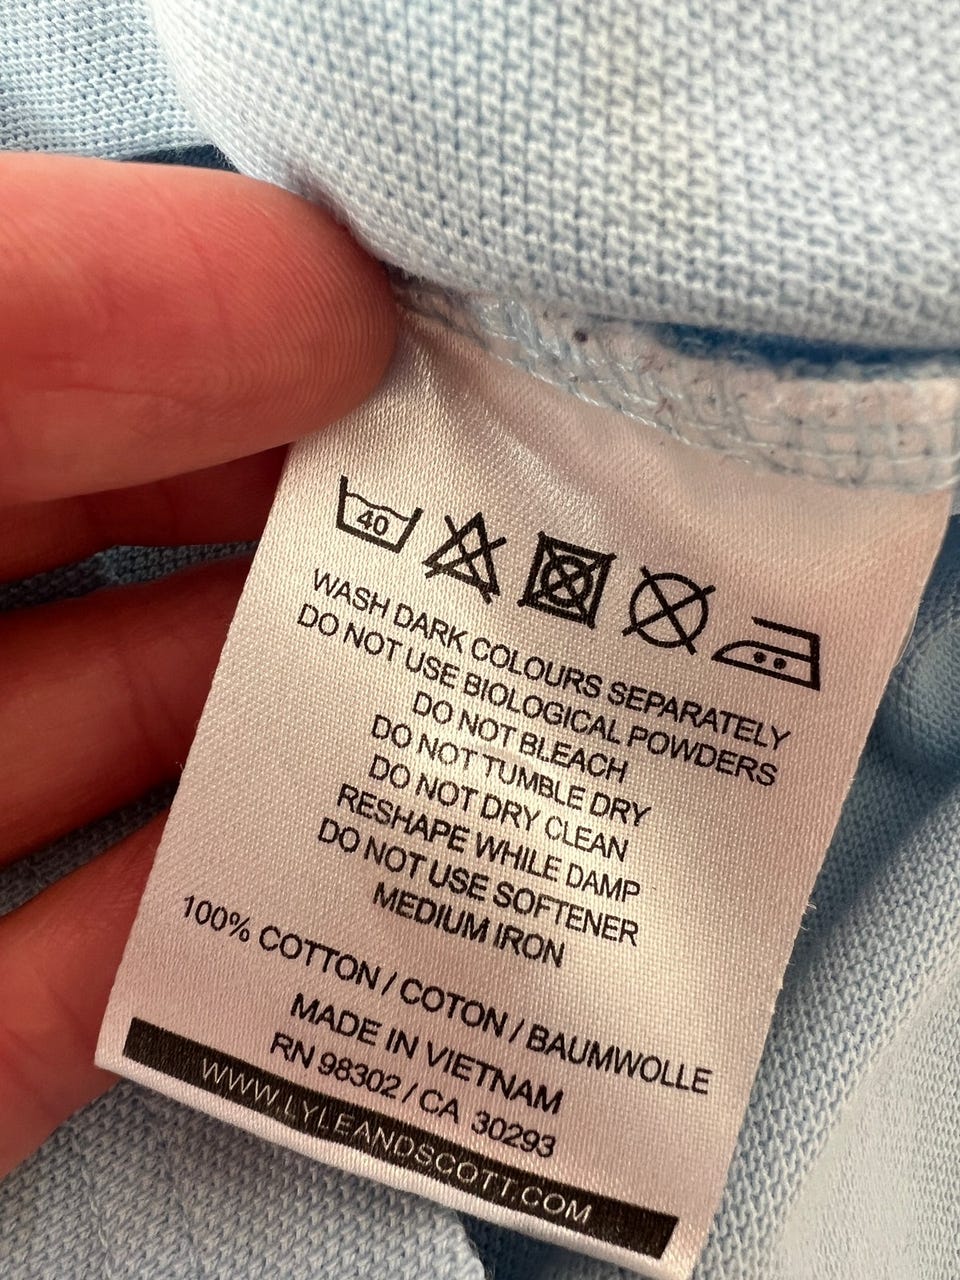 40
WASH DARK COLOURS SEPARATELY
DO NOT USE BIOLOGICAL POWDERS
DO NOT BLEACH
DO NOT TUMBLE DRY
DO NOT DRY CLEAN
RESHAPE WHILE DAMP
DO NOT USE SOFTENER
MEDIUM IRON
100% COTTON / COTON / BAUMWOLLE
MADE IN VIETNAM
RN 98302 / CA 30293
WWW.LYLEANDSCOTT.COM